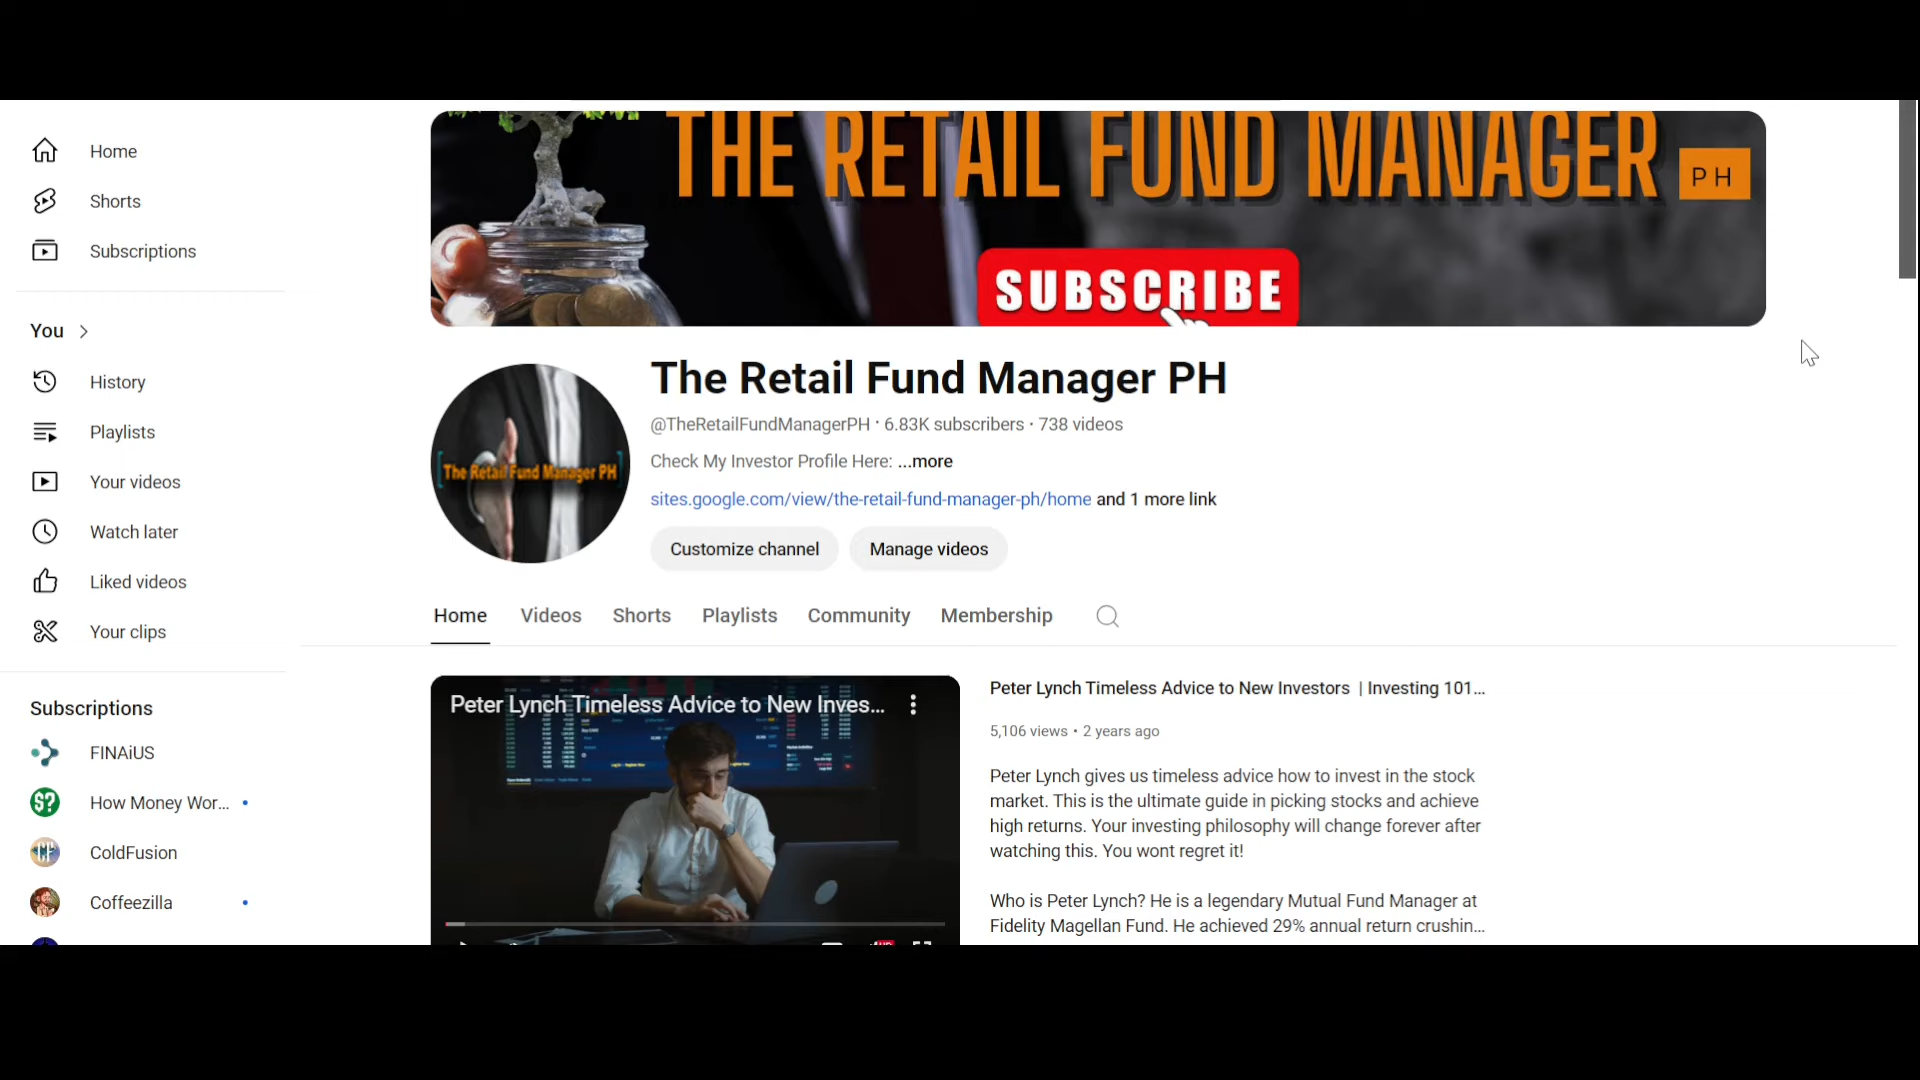 THE RETAIL FUND MANAGER PH
SUBSCRIBE
Home
Shorts
Subscriptions
You
History
Playlists
Your videos
Watch later
Liked videos
Your clips
Subscriptions
FINAiUS
How Money Wor...
ColdFusion
Coffeezilla
The Retail Fund Manager PH
The Retail Fund Manager PH
@TheRetailFundManagerPH · 6.83K subscribers · 738 videos
Check My Investor Profile Here: ...more
sites.google.com/view/the-retail-fund-manager-ph/home and 1 more link
Customize channel Manage videos
Home Videos Shorts Playlists Community Membership
Peter Lynch Timeless Advice to New Inves...
Peter Lynch Timeless Advice to New Investors | Investing 101...
5,106 views • 2 years ago
Peter Lynch gives us timeless advice how to invest in the stock
market. This is the ultimate guide in picking stocks and achieve
high returns. Your investing philosophy will change forever after
watching this. You wont regret it!
Who is Peter Lynch? He is a legendary Mutual Fund Manager at
Fidelity Magellan Fund. He achieved 29% annual return crushin...